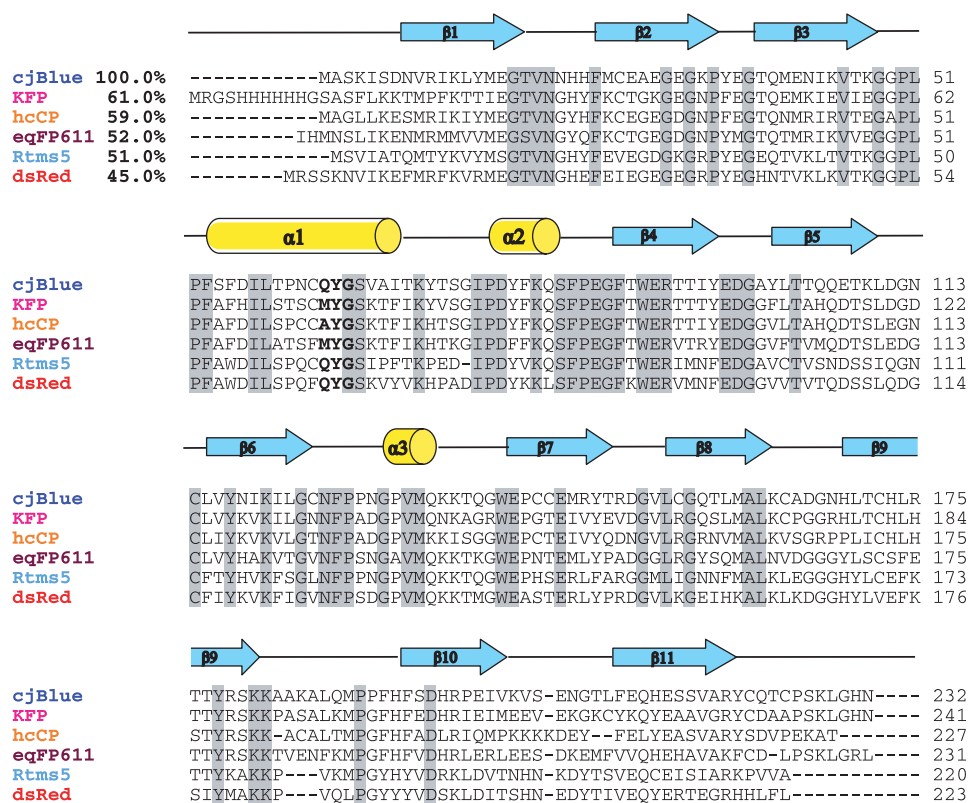 β1 β2 β3
cjBlue 100.0% -----------MASKISDNVRIKLYMEGTVNNHHFMCEAEGEGKPYEGTQMENIKVTKGGPL 51
KFP 61.0% MRGSHHHHHHGSASFLKKTMPFKTTIEGTVNGHYFKCTGKGEGNPFEGTQEMKIEVIEGGPL 62
hcCP 59.0% -----------MAGLLKESMRIKIYMEGTVNGYHFKCEGEGDGNPFEGTQNMRIRVTEGAPL 51
eqFP611 52.0% ---------IHMNSLIKENMRMMVVMEGSVNGYQFKCTGEGDGNPYMGTQTMRIKVVEGGPL 51
Rtms5 51.0% ------------MSVIATQMTYKVYMSGTVNGHYFEVEGDGKGRPYEGEQTVKLTVTKGGPL 50
dsRed 45.0% --------MRSSKNVIKEFMRFKVRMEGTVNGHEFEIEGEGEGRPYEGHNTVKLKVTKGGPL 54
α1 α2 β4 β5
cjBlue PFSFDILTPNCQYGSVAITKYTSGIPDYFKQSFPEGFTWERTTIYEDGAYLTTQQETKLDGN 113
KFP PFAFHILSTSCMYGSKTFIKYVSGIPDYFKQSFPEGFTWERTTTYEDGGFLTAHQDTSLDGD 122
hcCP PFAFDILSPCCAYGSKTFIKHTSGIPDYFKQSFPEGFTWERTTIYEDGGVLTAHQDTSLEGN 113
eqFP611 PFAFDILATSFMYGSKTFIKHTKGIPDFFKQSFPEGFTWERVTRYEDGGVFTVMQDTSLEDG 113
Rtms5 PFAWDILSPQCQYGSIPFTKYPED-IPDYVKQSFPEGFTWERIMNFEDGAVCTVSNDSSIQGN 111
dsRed PFAWDILSPQFQYGSKVYVKHPADIPDYKKLSFPEGFKWERVMNFEDGGVVTVTQDSSLQDG 114
β6 α3 β7 β8 β9
cjBlue CLVYNIKILGCNFPPNGPVMQKKTQGWEPCCEMRYTRDGVLCGQTLMALKCADGNHLTCHLR 175
KFP CLVYKVKILGNNFPADGPVMQNKAGRWEPGTEIVYEVDGVLRGQSLMALKCPGGRHLTCHLH 184
hcCP CLIYKVKVLGTNFPADGPVMKKISGGWEPCTEIVYQDNGVLRGRNVMALKVSGRPPLICHLH 175
eqFP611 CLVYHAKVTGVNFPSNGAVMQKKTKGWEPNTEMLYPADGGLRGYSQMALNVDGGGYLSCSFE 175
Rtms5 CFTYHVKFSGLNFPPNGPVMQKKTQGWEPHSERLFARGGMLIGNNFMALKLEGGGHYLCEFK 173
dsRed CFIYKVKFIGVNFPSDGPVMQKKTMGWEASTERLYPRDGVLKGEIHKALKLKDGGHYLVEFK 176
β9 β10 β11
cjBlue TTYRSKKAAKALQMPPFHFSDHRPEIVKVS-ENGTLFEQHESSVARYCQTCPSKLGHN---- 232
KFP TTYRSKKPASALKMPGFHFEDHRIEIMEEV-EKGKCYKQYEAAVGRYCDAAPSKLGHN---- 241
hcCP STYRSKK-ACALTMPGFHFADLRIQMPKKKKDEY--FELYEASVARYSDVPEKAT------- 227
eqFP611 TTYRSKKTVENFKMPGFHFVDHRLERLEES-DKEMFVVQHEHAVAKFCD-LPSKLGRL---- 231
Rtms5 TTYKAKKP---VKMPGYHYVDRKLDVTNHN-KDYTSVEQCEISIARKPVVA----------- 220
dsRed SIYMAKKP---VQLPGYYYVDSKLDITSHN-EDYTIVEQYERTEGRHHLFL----------- 223